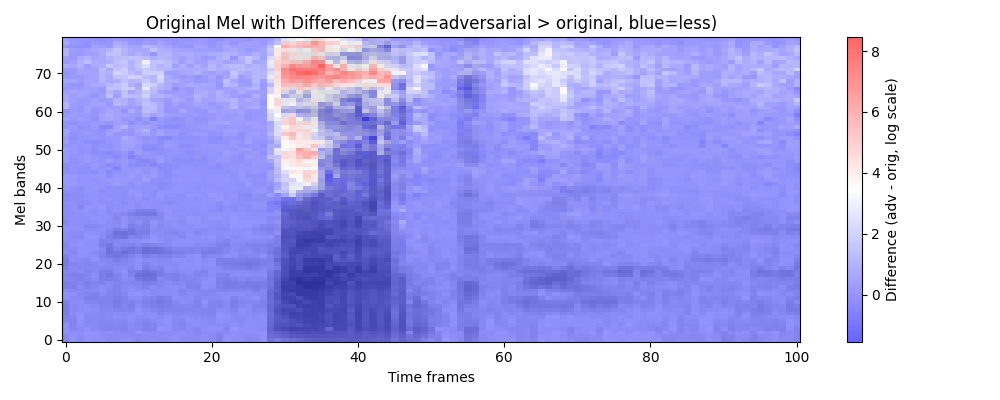 Original Mel with Differences (red=adversarial > original, blue=less)
Mel bands
70
60
50
40
30
20
10
0
0 20 40 60 80 100
Time frames
8
6
4
2
0
Difference (adv - orig, log scale)